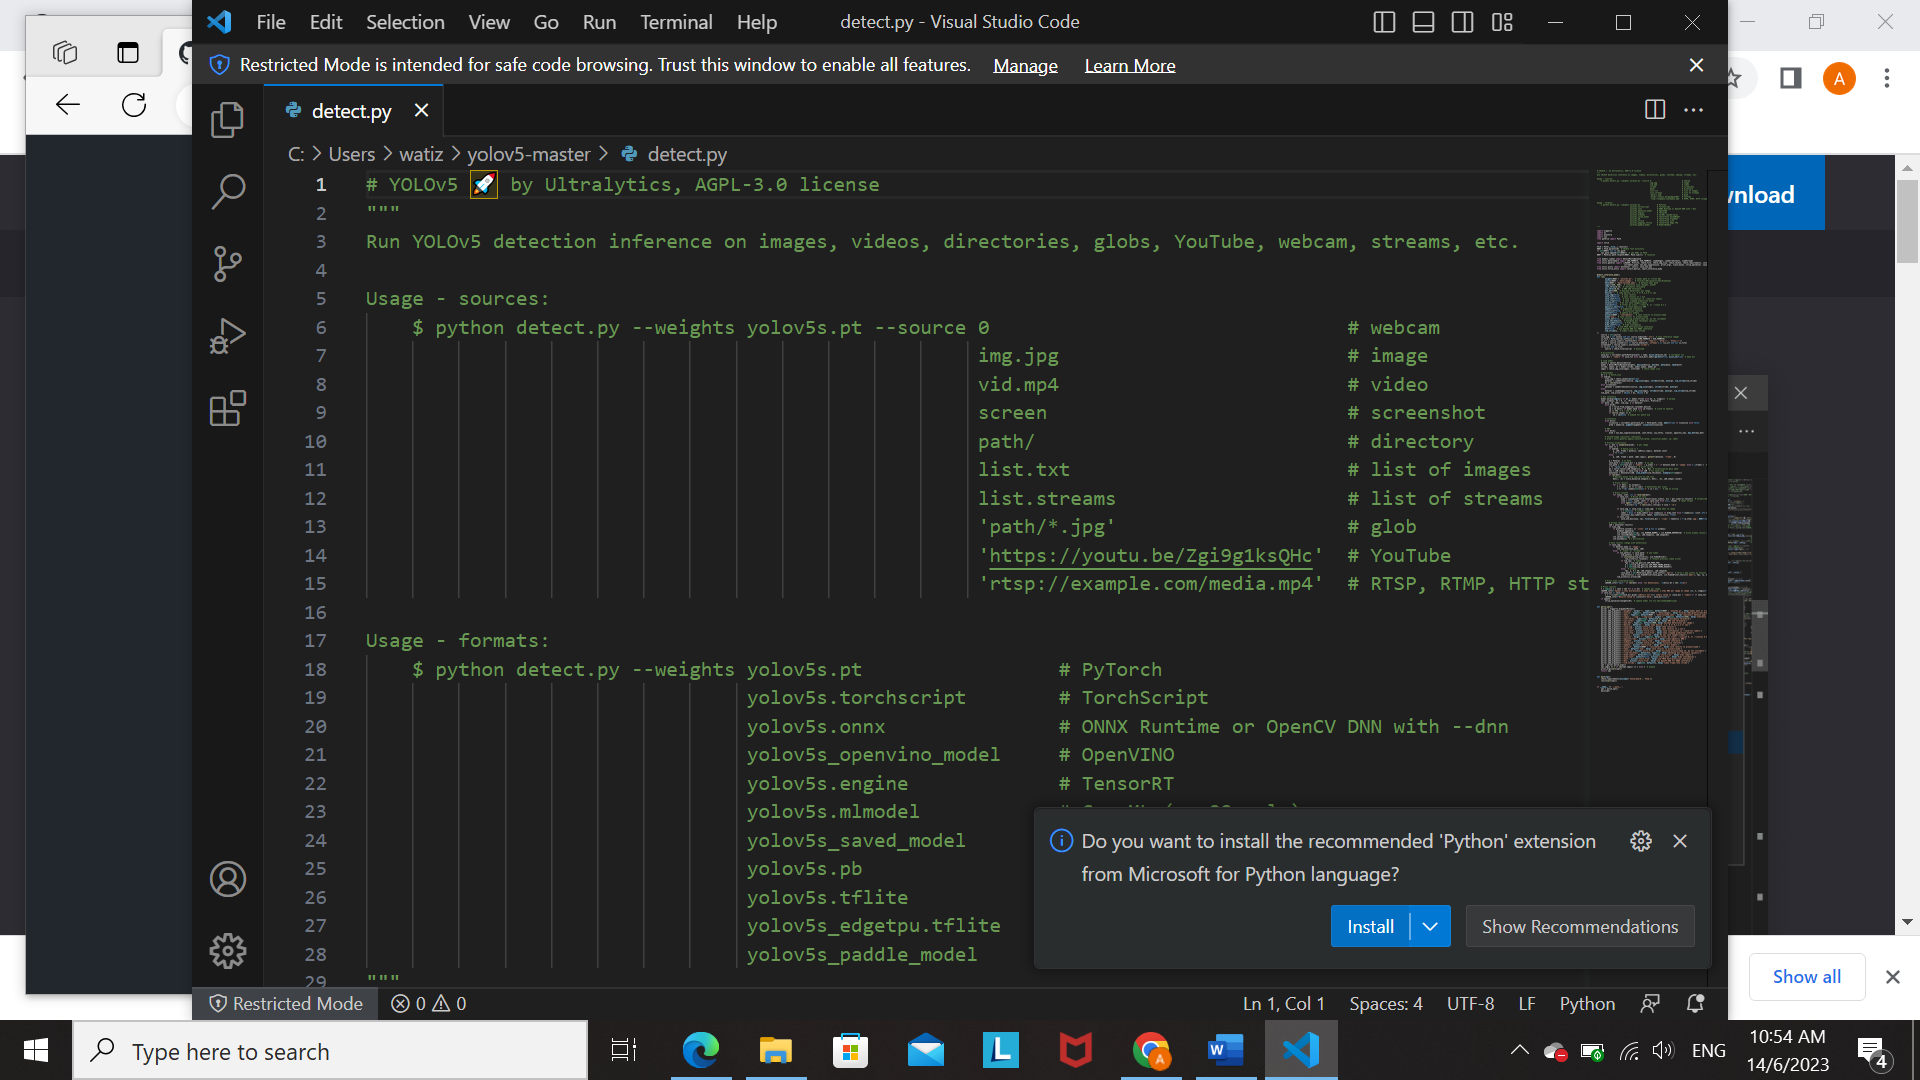 File Edit Selection View Go Run Terminal Help detect.py - Visual Studio Code
Restricted Mode is intended for safe code browsing. Trust this window to enable all features. Manage Learn More
detect.py
C: > Users > watiz > yolov5-master > detect.py
1 # YOLOv5 🚀 by Ultralytics, AGPL-3.0 license
2 """
3 Run YOLOv5 detection inference on images, videos, directories, globs, YouTube, webcam, streams, etc.
4
5 Usage - sources:
6 $ python detect.py --weights yolov5s.pt --source 0 # webcam
7 img.jpg # image
8 vid.mp4 # video
9 screen # screenshot
10 path/ # directory
11 list.txt # list of images
12 list.streams # list of streams
13 'path/*.jpg' # glob
14 'https://youtu.be/Zgi9g1ksQHc' # YouTube
15 'rtsp://example.com/media.mp4' # RTSP, RTMP, HTTP st
16
17 Usage - formats:
18 $ python detect.py --weights yolov5s.pt # PyTorch
19 yolov5s.torchscript # TorchScript
20 yolov5s.onnx # ONNX Runtime or OpenCV DNN with --dnn
21 yolov5s_openvino_model # OpenVINO
22 yolov5s.engine # TensorRT
23 yolov5s.mlmodel
24 yolov5s_saved_model
25 yolov5s.pb
26 yolov5s.tflite
27 yolov5s_edgetpu.tflite
28 yolov5s_paddle_model
29 """
Do you want to install the recommended 'Python' extension
from Microsoft for Python language?
Install Show Recommendations
Restricted Mode 0 0 Ln 1, Col 1 Spaces: 4 UTF-8 LF Python
A
wnload
Show all
Type here to search
ENG
10:54 AM
14/6/2023
4